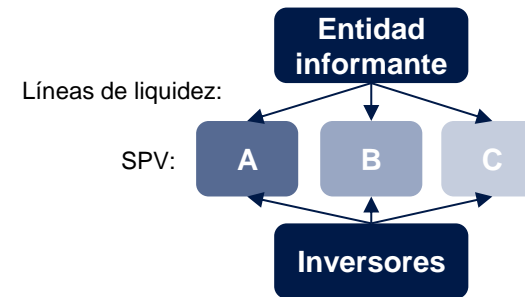 Entidad
informante
Líneas de liquidez:
SPV: A B C
Inversores